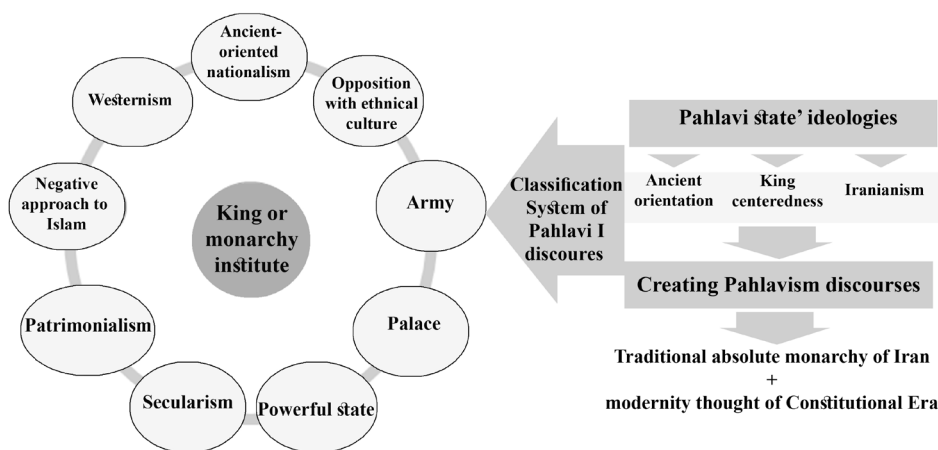 Ancient-
oriented
nationalism
Opposition
with ethnical
culture
Army
Palace
Powerful state
Secularism
Patrimonialism
Negative
approach to
Islam
Westernism
King or
monarchy
institute
Classification
System of
Pahlavi I
discoures
Pahlavi state’ ideologies
Ancient
orientation
King
centeredness
Iranianism
Creating Pahlavism discourses
Traditional absolute monarchy of Iran
+
modernity thought of Constitutional Era